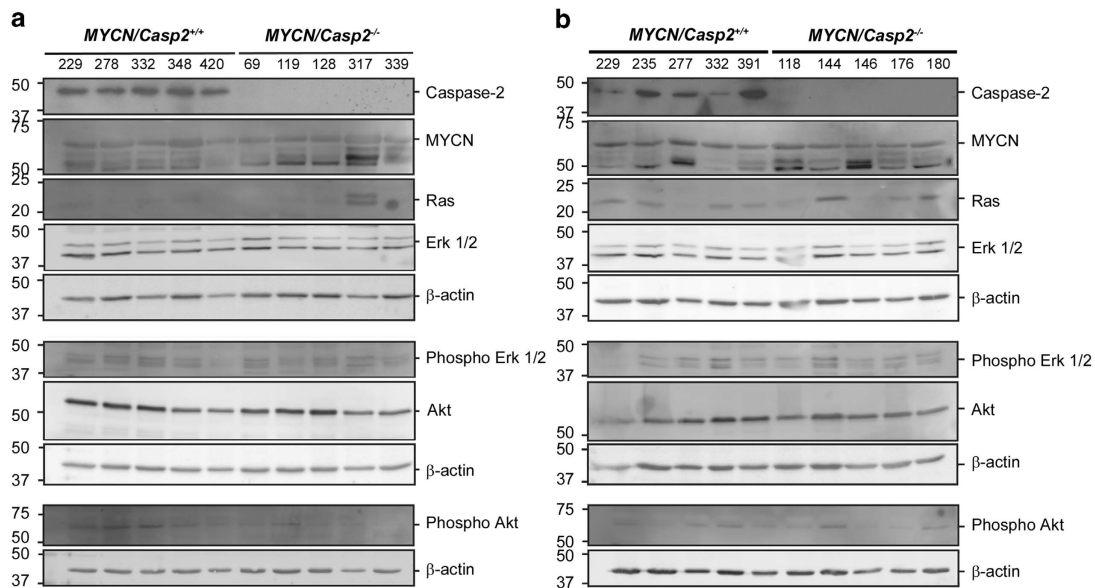 a
MYCN/Casp2+/+ MYCN/Casp2-/-
229 278 332 348 420 69 119 128 317 339
50
37
Caspase-2
75
50
MYCN
25
20
Ras
50
37
Erk 1/2
50
37
β-actin
50
37
Phospho Erk 1/2
50
Akt
50
37
β-actin
75
50
Phospho Akt
50
37
β-actin
b
MYCN/Casp2+/+ MYCN/Casp2-/-
229 235 277 332 391 118 144 146 176 180
50
37
Caspase-2
75
50
MYCN
25
20
Ras
50
37
Erk 1/2
50
37
β-actin
50
37
Phospho Erk 1/2
50
Akt
50
37
β-actin
75
50
Phospho Akt
50
37
β-actin